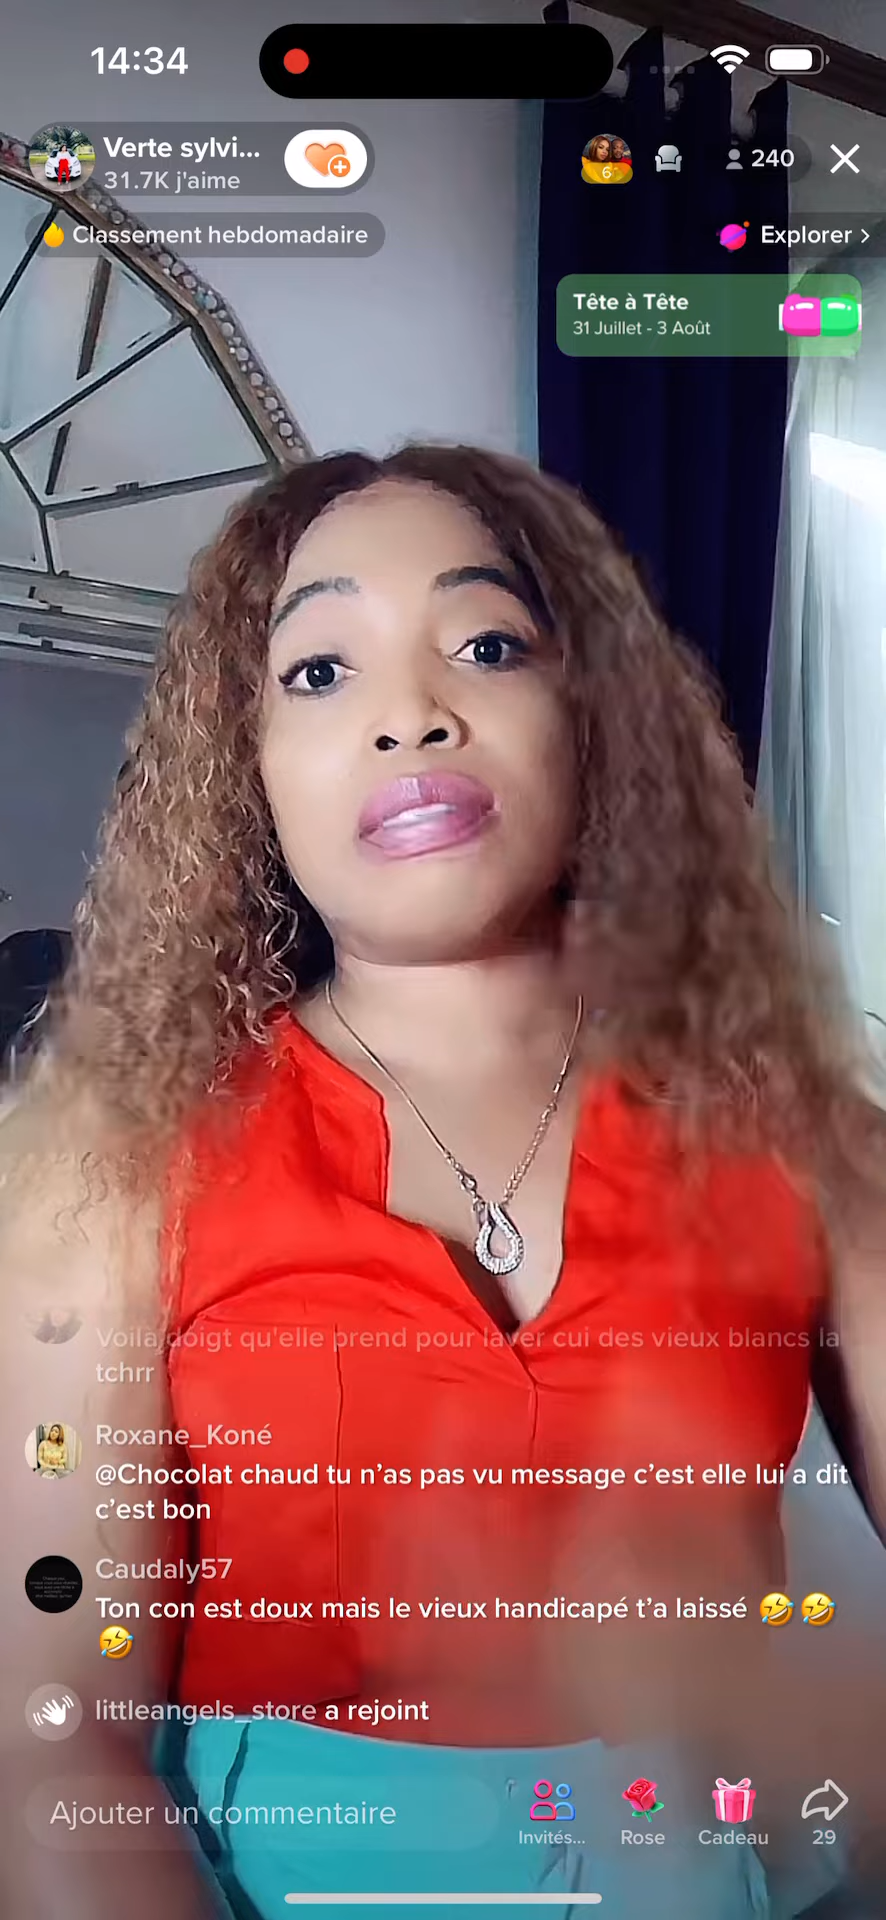 14:34
Verte sylvi...
31.7K j'aime
6
240
Classement hebdomadaire
Explorer >
Tête à Tête
31 Juillet - 3 Août
Voilà doigt qu'elle prend pour laver cui des vieux blancs la
tchrr
Roxane_Koné
@Chocolat chaud tu n’as pas vu message c’est elle lui a dit
c’est bon
Caudaly57
Ton con est doux mais le vieux handicapé t’a laissé 🤣🤣
🤣
littleangels_store a rejoint
Ajouter un commentaire
Invités...
Rose
Cadeau
29